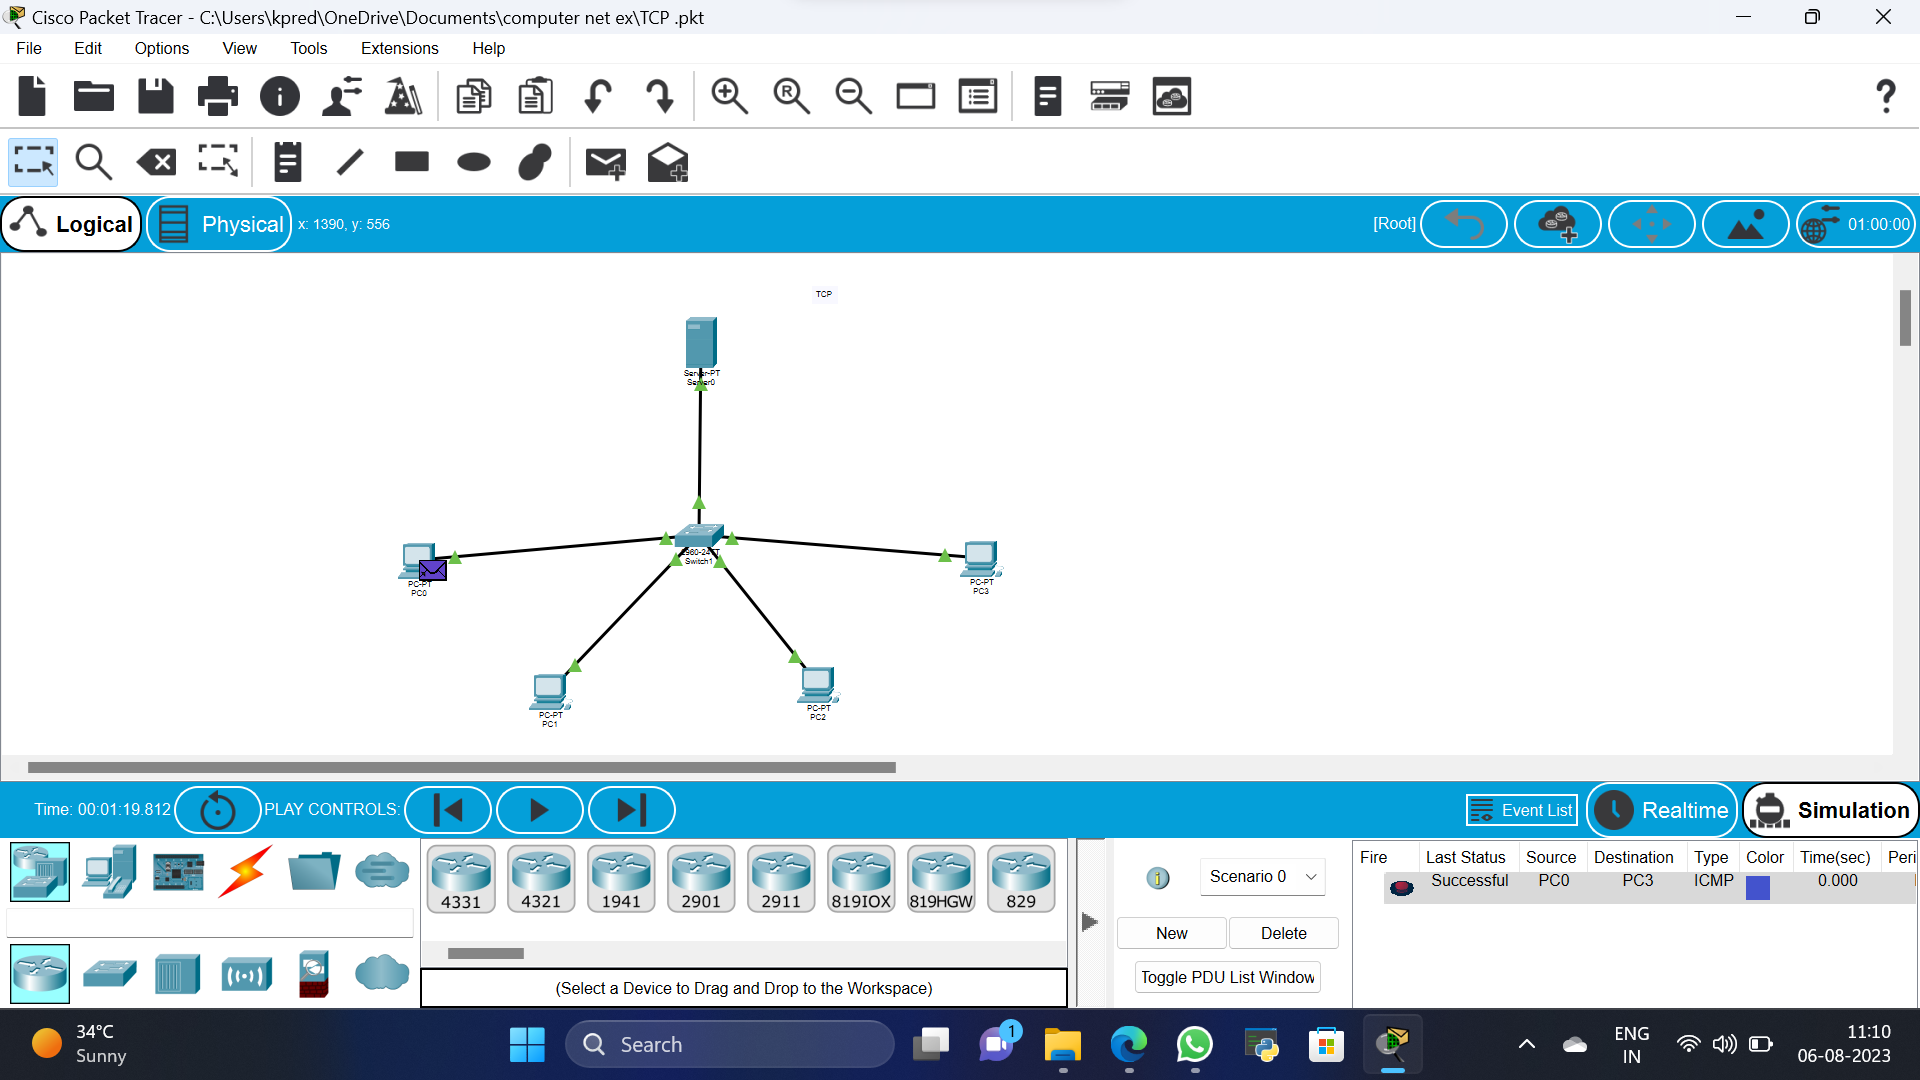 Cisco Packet Tracer - C:\Users\kpred\OneDrive\Documents\computer net ex\TCP .pkt
File Edit Options View Tools Extensions Help
Logical Physical x: 1390, y: 556 [Root] 01:00:00
TCP
Server-PT
Server0
2960-24TT
Switch1
PC-PT
PC0
PC-PT
PC3
PC-PT
PC1
PC-PT
PC2
Time: 00:01:19.812 PLAY CONTROLS: Event List Realtime Simulation
4331 4321 1941 2901 2911 819IOX 819HGW 829
(Select a Device to Drag and Drop to the Workspace)
Scenario 0
New Delete
Toggle PDU List Window
Fire Last Status Source Destination Type Color Time(sec) Peri
Successful PC0 PC3 ICMP 0.000
34°C
Sunny
Search
1
ENG
IN
11:10
06-08-2023